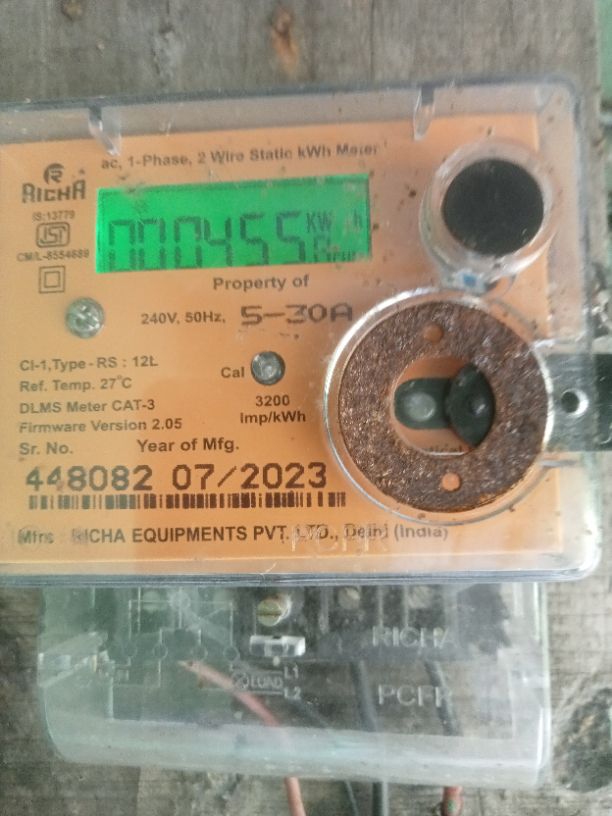 ac, 1-Phase, 2 Wire Static kWh Meter
RICHA
IS:13779
ISI
CM/L-8554689
000455
KW h
Property of
240V, 50Hz, 5-30A
Cl-1,Type - RS : 12L
Ref. Temp. 27°C
DLMS Meter CAT-3
Firmware Version 2.05
Cal
3200
Imp/kWh
Sr. No. Year of Mfg.
448082 07/2023
Mfrs : RICHA EQUIPMENTS PVT. LTD., Delhi (India)
RICHA
LOAD
L1
L2